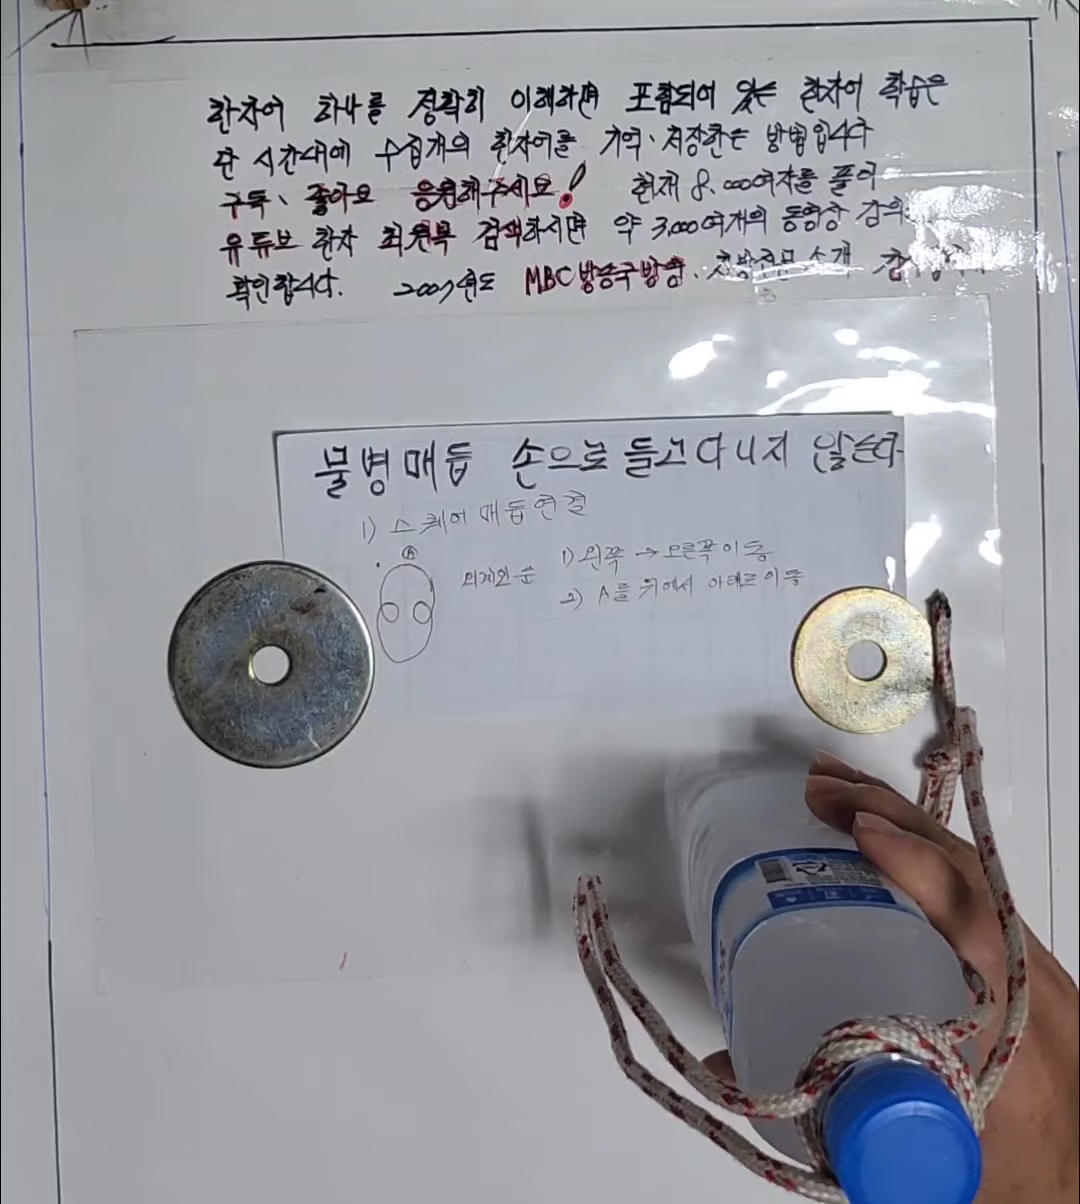 한자어 하나를 정확히 이해하면 포함되어 있는 한자어 학습은
단 시간내에 수십개의 한자어를 기억·저장한는 방법입니다
구독、좋아요 응원해주세요! 현재 8,000여자를 풀어
유튜브 한자 최원복 검색하시면 약 3,000여개의 동영상 강의
확인합니다. 2007년도 MBC방송국방송、
물병매듭 손으로 들고다니지 않는다
1) 스퀘어매듭연결
A
1) 왼쪽 → 오른쪽이동
2) A를 위에서 아래로이동